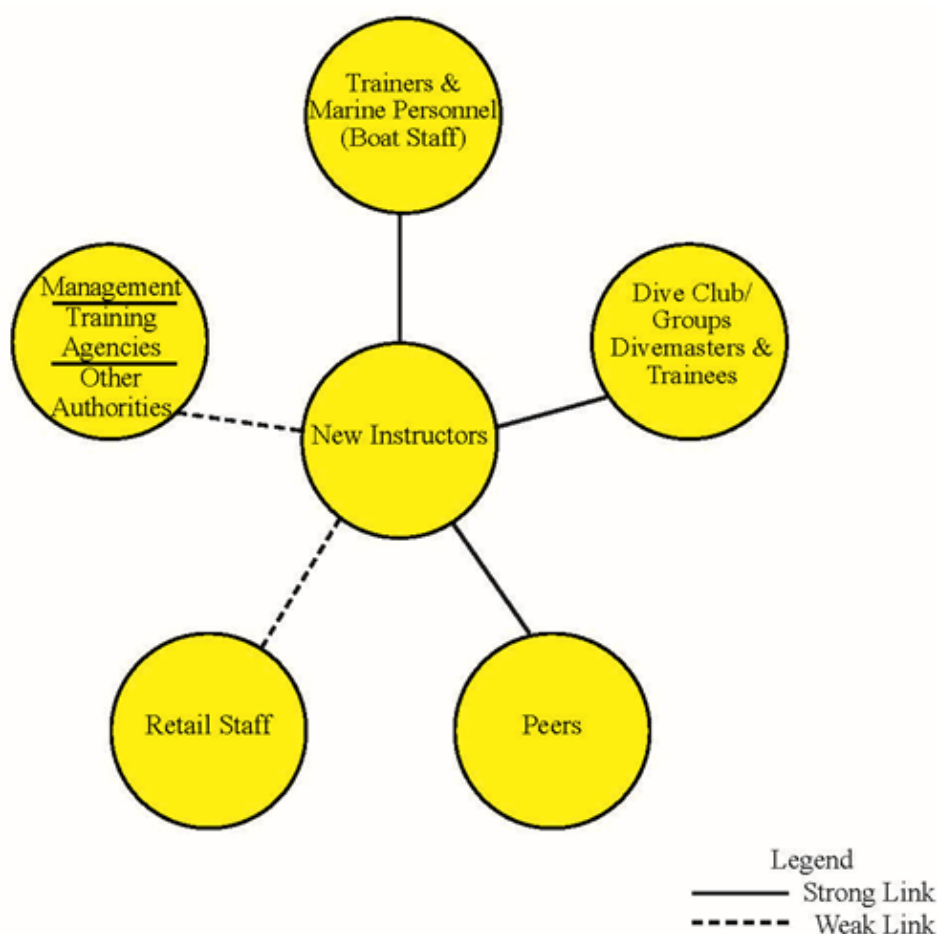 Trainers &
Marine Personnel
(Boat Staff)
Management
Training
Agencies
Other
Authorities
Dive Club/
Groups
Divemasters &
Trainees
New Instructors
Retail Staff
Peers
Legend
Strong Link
Weak Link